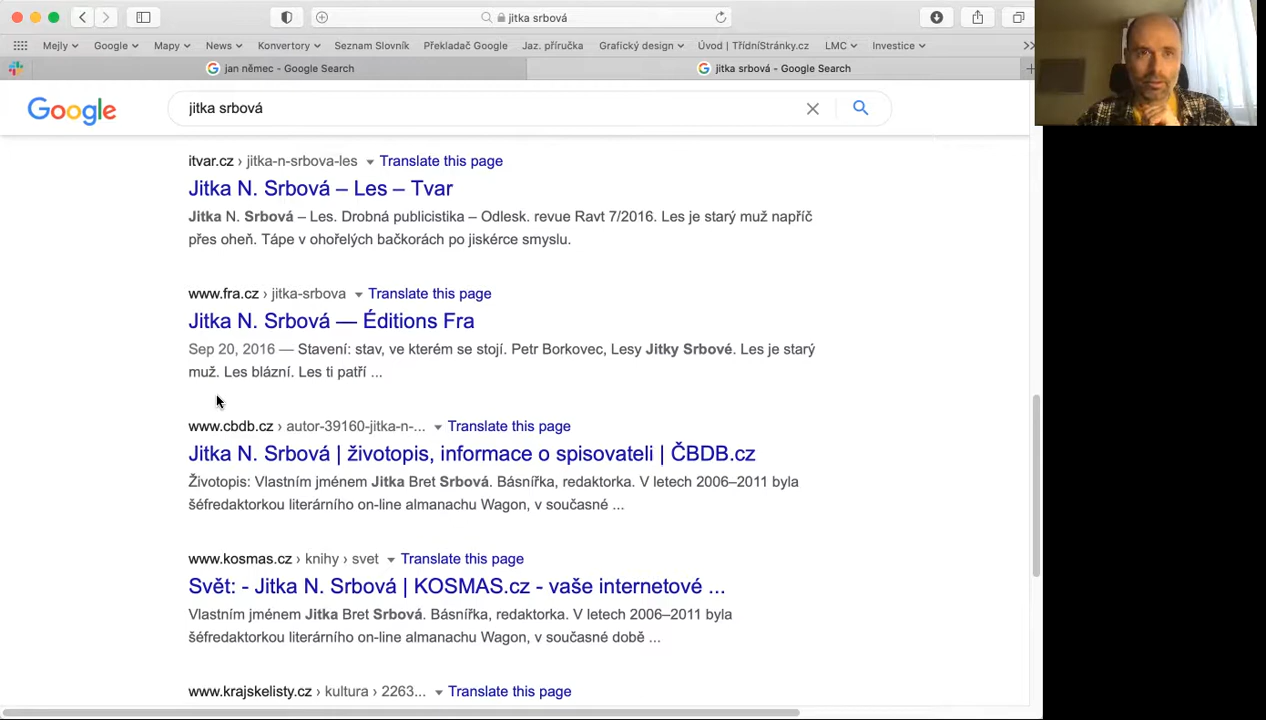 jitka srbová
Mejly Google Mapy News Konvertory Seznam Slovník Překladač Google Jaz. příručka Grafický design Úvod | TřídníStránky.cz LMC Investice
jan němec - Google Search
jitka srbová - Google Search
Google
jitka srbová
itvar.cz › jitka-n-srbova-les Translate this page
Jitka N. Srbová – Les – Tvar
Jitka N. Srbová – Les. Drobná publicistika – Odlesk. revue Ravt 7/2016. Les je starý muž napříč
přes oheň. Tápe v ohořelých bačkorách po jiskérce smyslu.
www.fra.cz › jitka-srbova Translate this page
Jitka N. Srbová — Éditions Fra
Sep 20, 2016 — Stavení: stav, ve kterém se stojí. Petr Borkovec, Lesy Jitky Srbové. Les je starý
muž. Les blázní. Les ti patří ...
www.cbdb.cz › autor-39160-jitka-n-... Translate this page
Jitka N. Srbová | životopis, informace o spisovateli | ČBDB.cz
Životopis: Vlastním jménem Jitka Bret Srbová. Básnířka, redaktorka. V letech 2006–2011 byla
šéfredaktorkou literárního on-line almanachu Wagon, v současné ...
www.kosmas.cz › knihy › svet Translate this page
Svět: - Jitka N. Srbová | KOSMAS.cz - vaše internetové ...
Vlastním jménem Jitka Bret Srbová. Básnířka, redaktorka. V letech 2006–2011 byla
šéfredaktorkou literárního on-line almanachu Wagon, v současné době ...
www.krajskelisty.cz › kultura › 2263... Translate this page